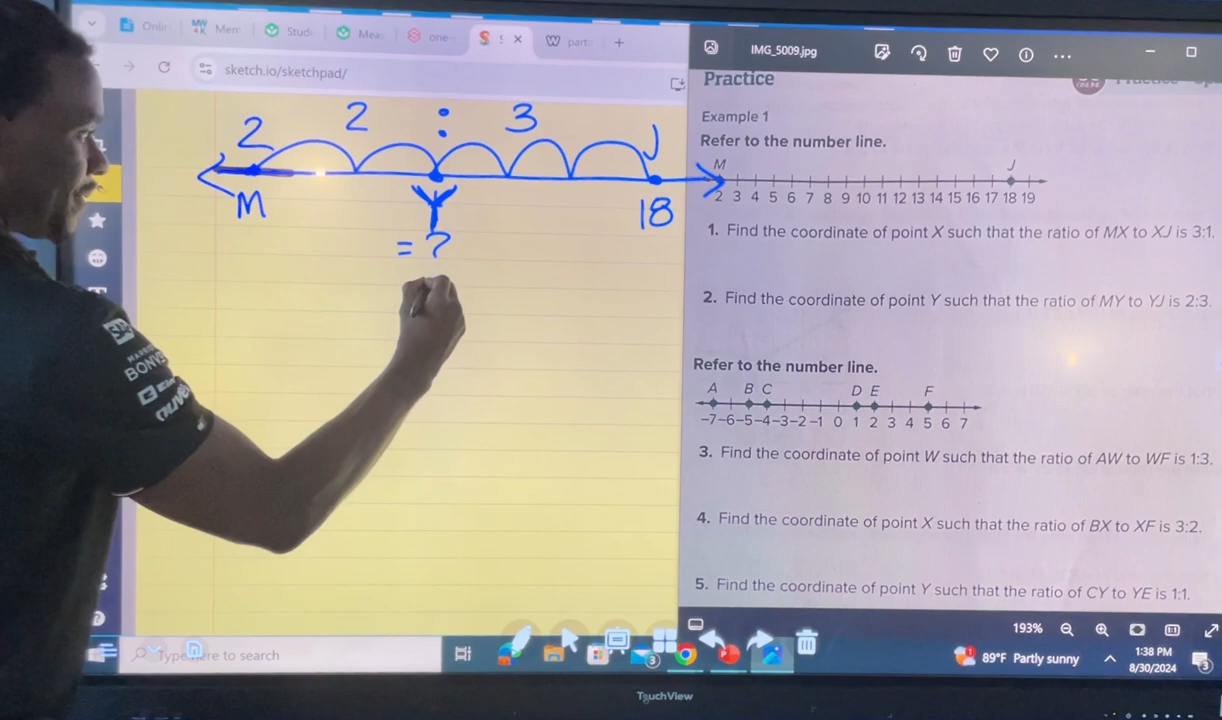 one
part
+
IMG_5009.jpg
sketch.io/sketchpad/
2 2 : 3 J
M Y 18
= ?
Practice
Example 1
Refer to the number line.
M J
2 3 4 5 6 7 8 9 10 11 12 13 14 15 16 17 18 19
1. Find the coordinate of point X such that the ratio of MX to XJ is 3:1.
2. Find the coordinate of point Y such that the ratio of MY to YJ is 2:3.
Refer to the number line.
A B C D E F
-7-6-5-4-3-2-1 0 1 2 3 4 5 6 7
3. Find the coordinate of point W such that the ratio of AW to WF is 1:3.
4. Find the coordinate of point X such that the ratio of BX to XF is 3:2.
5. Find the coordinate of point Y such that the ratio of CY to YE is 1:1.
193%
Type here to search
89°F Partly sunny
1:38 PM
8/30/2024
TouchView